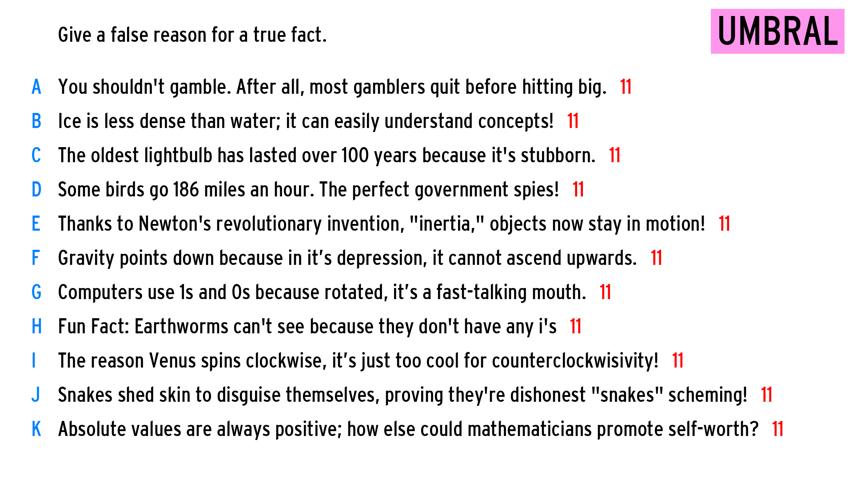 Give a false reason for a true fact.
UMBRAL
A You shouldn't gamble. After all, most gamblers quit before hitting big. 11
B Ice is less dense than water; it can easily understand concepts! 11
C The oldest lightbulb has lasted over 100 years because it's stubborn. 11
D Some birds go 186 miles an hour. The perfect government spies! 11
E Thanks to Newton's revolutionary invention, "inertia," objects now stay in motion! 11
F Gravity points down because in it’s depression, it cannot ascend upwards. 11
G Computers use 1s and 0s because rotated, it’s a fast-talking mouth. 11
H Fun Fact: Earthworms can't see because they don't have any i's 11
I The reason Venus spins clockwise, it’s just too cool for counterclockwisivity! 11
J Snakes shed skin to disguise themselves, proving they're dishonest "snakes" scheming! 11
K Absolute values are always positive; how else could mathematicians promote self-worth? 11